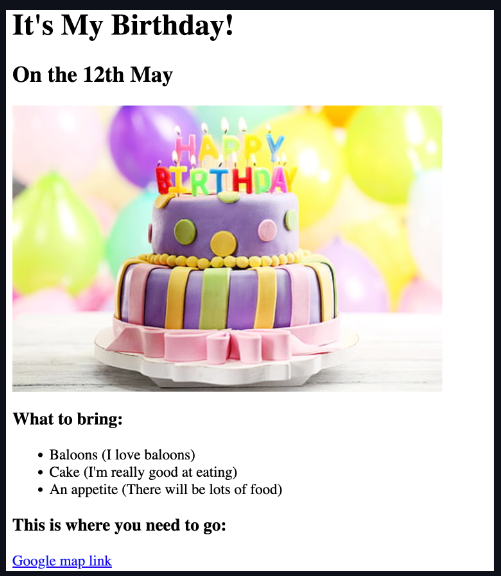 It's My Birthday!
On the 12th May
HAPPY
BIRTHDAY
What to bring:
Baloons (I love baloons)
Cake (I'm really good at eating)
An appetite (There will be lots of food)
This is where you need to go:
Google map link